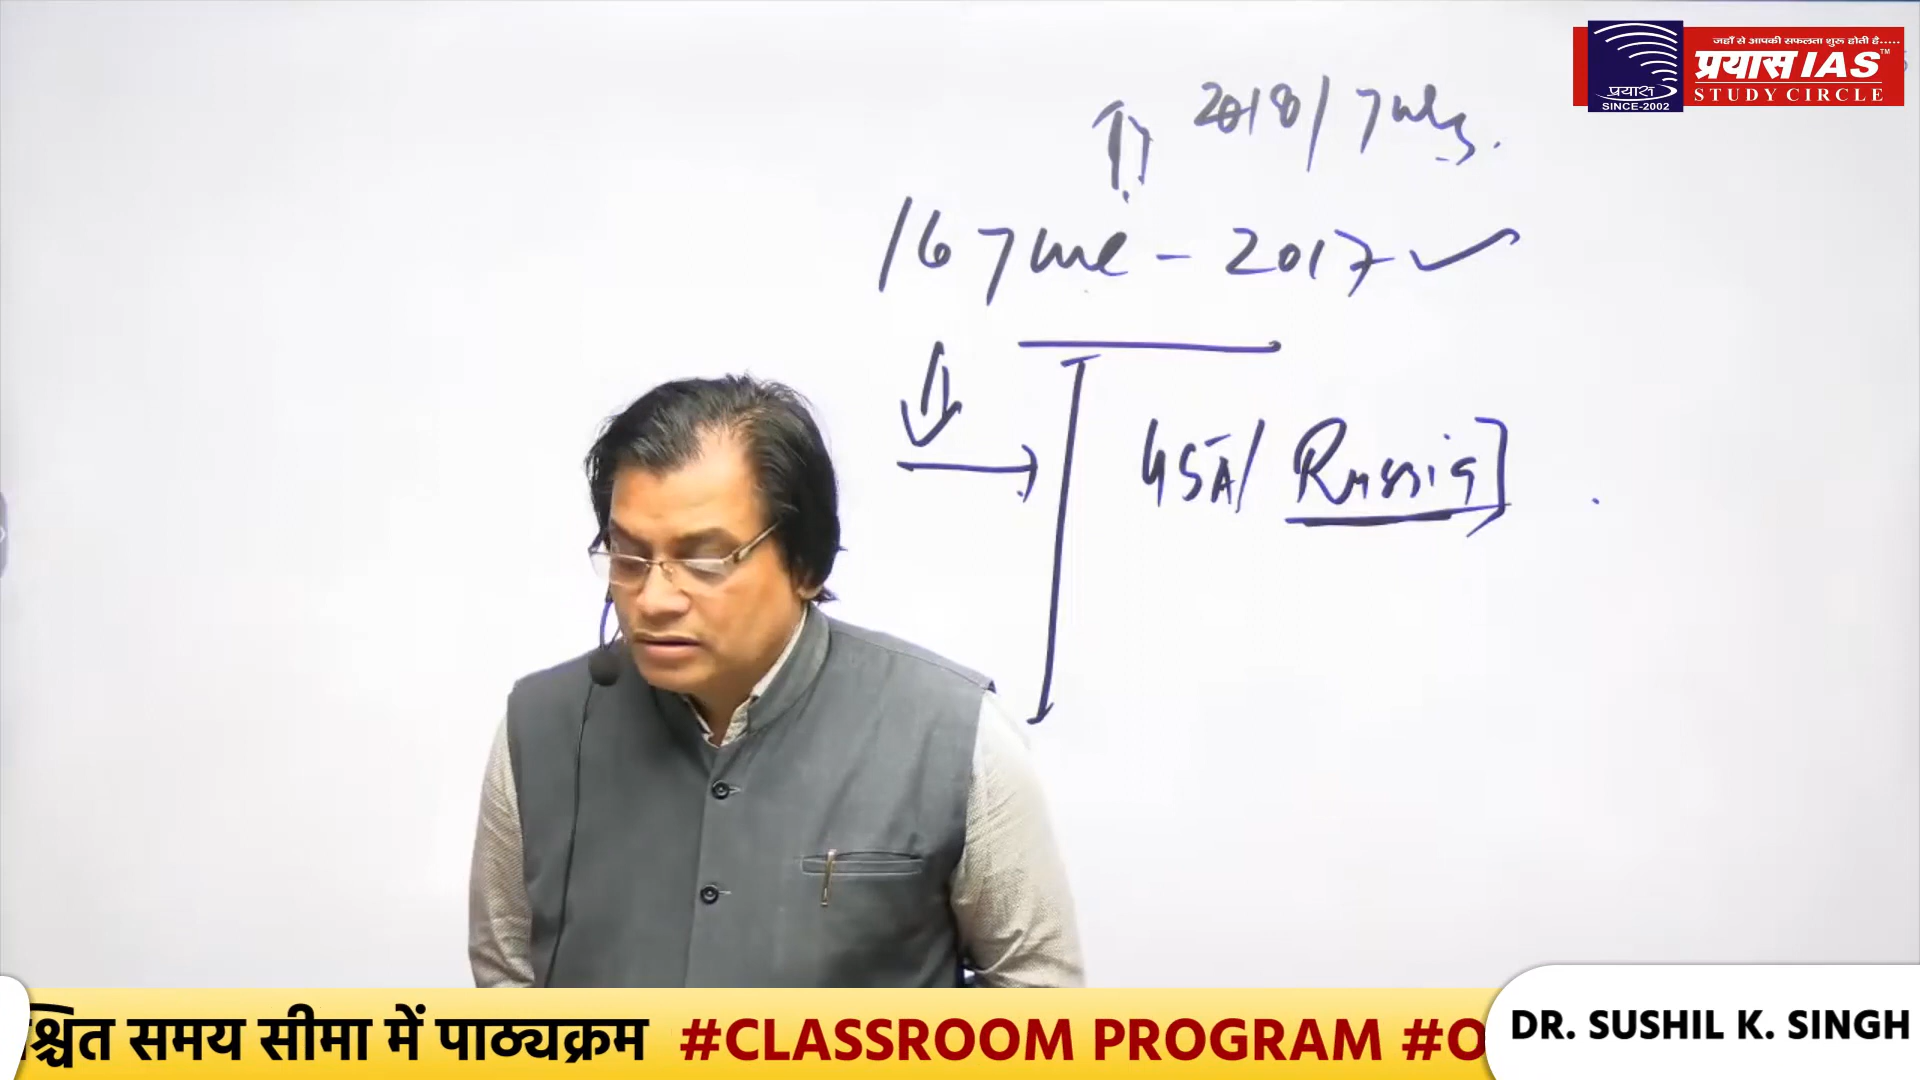 जहाँ से आपकी सफलता शुरू होती है.....
प्रयास IAS™
STUDY CIRCLE
प्रयास
SINCE-2002
2018/July.
16 June - 2017 ✓
USA/Russia]
श्चित समय सीमा में पाठ्यक्रम #CLASSROOM PROGRAM #O
DR. SUSHIL K. SINGH